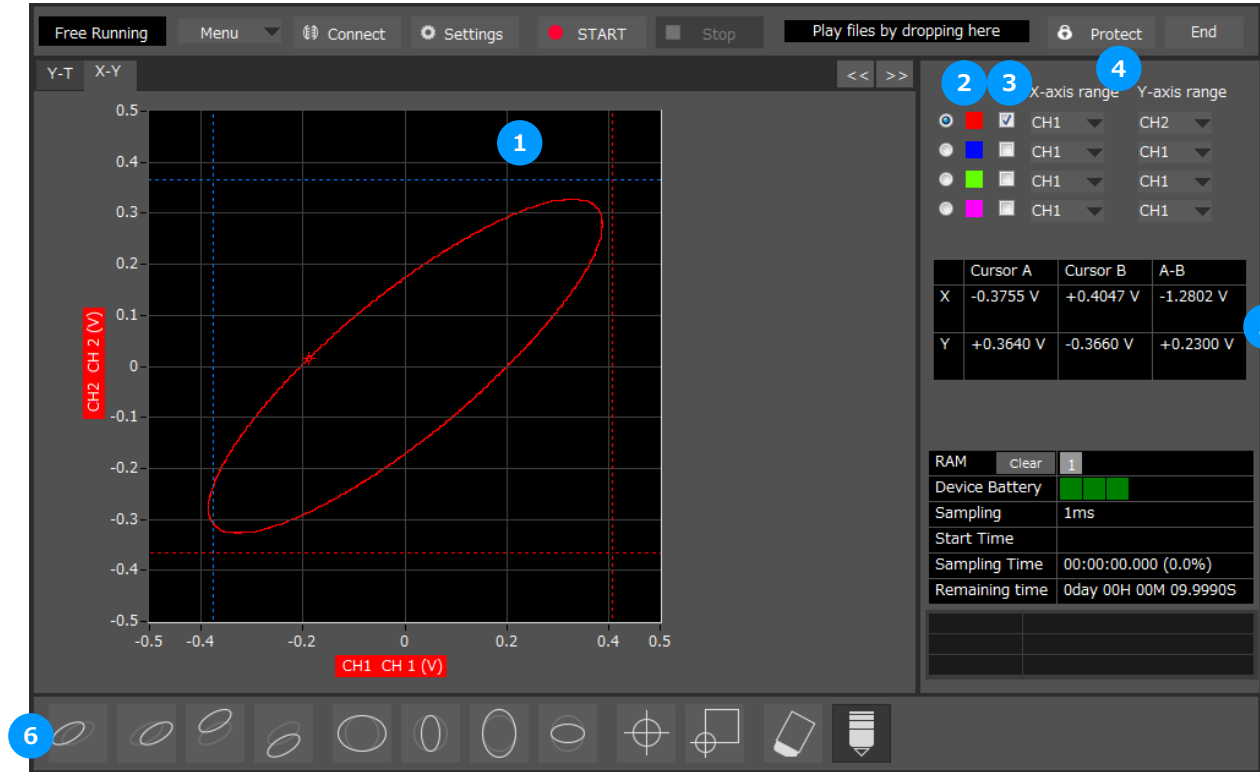 Free Running Menu Connect Settings START Stop Play files by dropping here Protect End
Y-T X-Y << >>
2 3 4
X-axis range Y-axis range
CH1 CH2
CH1 CH1
CH1 CH1
CH1 CH1
1
0.5
0.4
0.3
0.2
0.1
0
-0.1
-0.2
-0.3
-0.4
-0.5
CH2 CH 2 (V)
-0.5 -0.4 -0.2 0 0.2 0.4 0.5
CH1 CH 1 (V)
Cursor A Cursor B A-B
X -0.3755 V +0.4047 V -1.2802 V
Y +0.3640 V -0.3660 V +0.2300 V
RAM Clear 1
Device Battery
Sampling 1ms
Start Time
Sampling Time 00:00:00.000 (0.0%)
Remaining time 0day 00H 00M 09.9990S
6